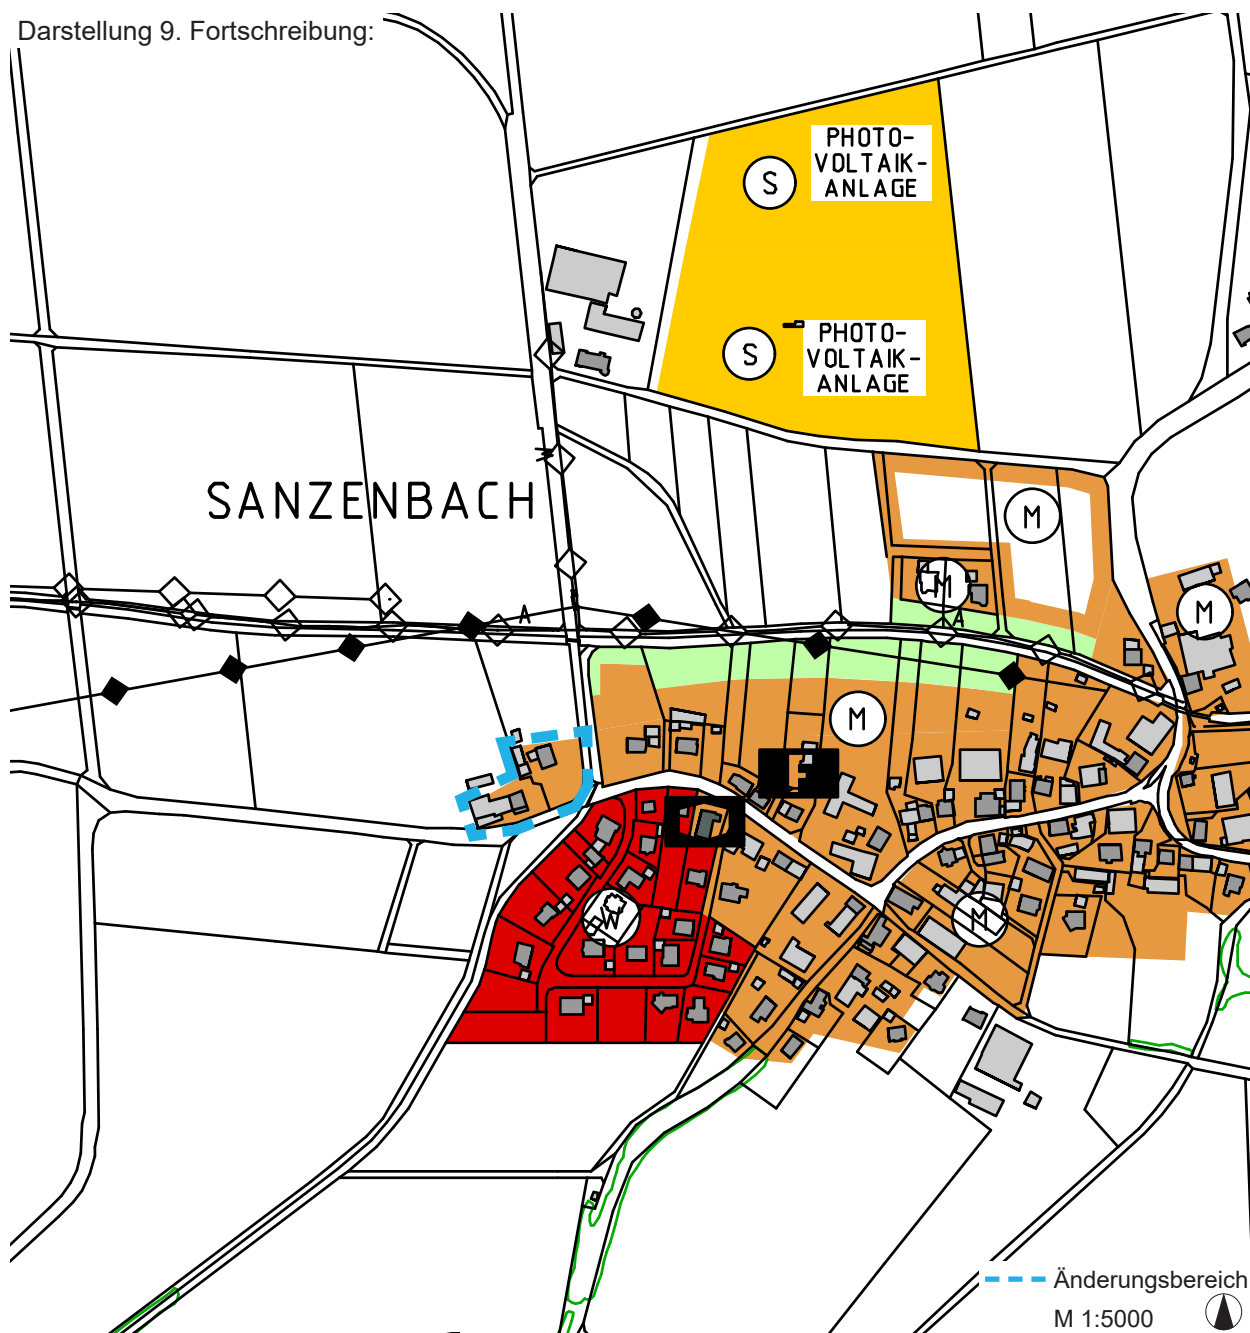 Darstellung 9. Fortschreibung:
S
PHOTO-
VOLTAIK-
ANLAGE
S
PHOTO-
VOLTAIK-
ANLAGE
W
SANZENBACH
M
M
M
A
A
M
W
M
Änderungsbereich
M 1:5000